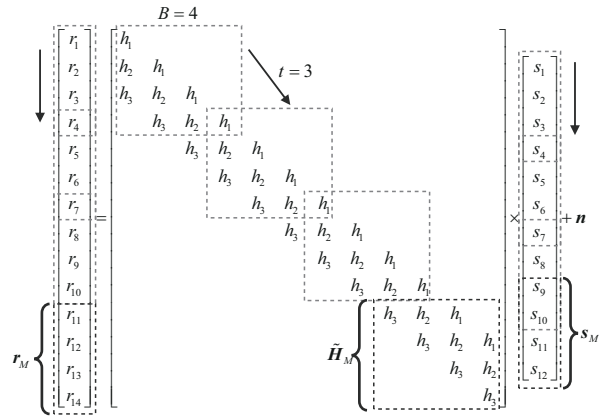 B = 4
r₁ h₁
r₂ h₂ h₁ s₁
t = 3
r₃ h₃ h₂ h₁ s₂
r₄ h₃ h₂ h₁ s₃
r₅ h₃ h₂ h₁ s₄
r₆ h₃ h₂ h₁ s₅
r₇ h₃ h₂ h₁ s₆
= × + n
r₈ h₃ h₂ h₁ s₇
r₉ h₃ h₂ h₁ s₈
r₁₀ h₃ h₂ h₁ s₉
r₁₁ h₃ h₂ h₁ s₁₀
r₁₂ h₃ h₂ h₁ s₁₁
r_M H̃_M s_M
r₁₃ h₃ h₂ s₁₂
r₁₄ h₃